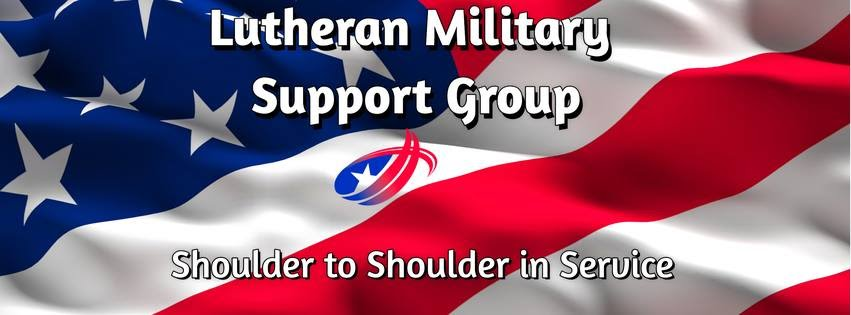 Lutheran Military
Support Group
Shoulder to Shoulder in Service